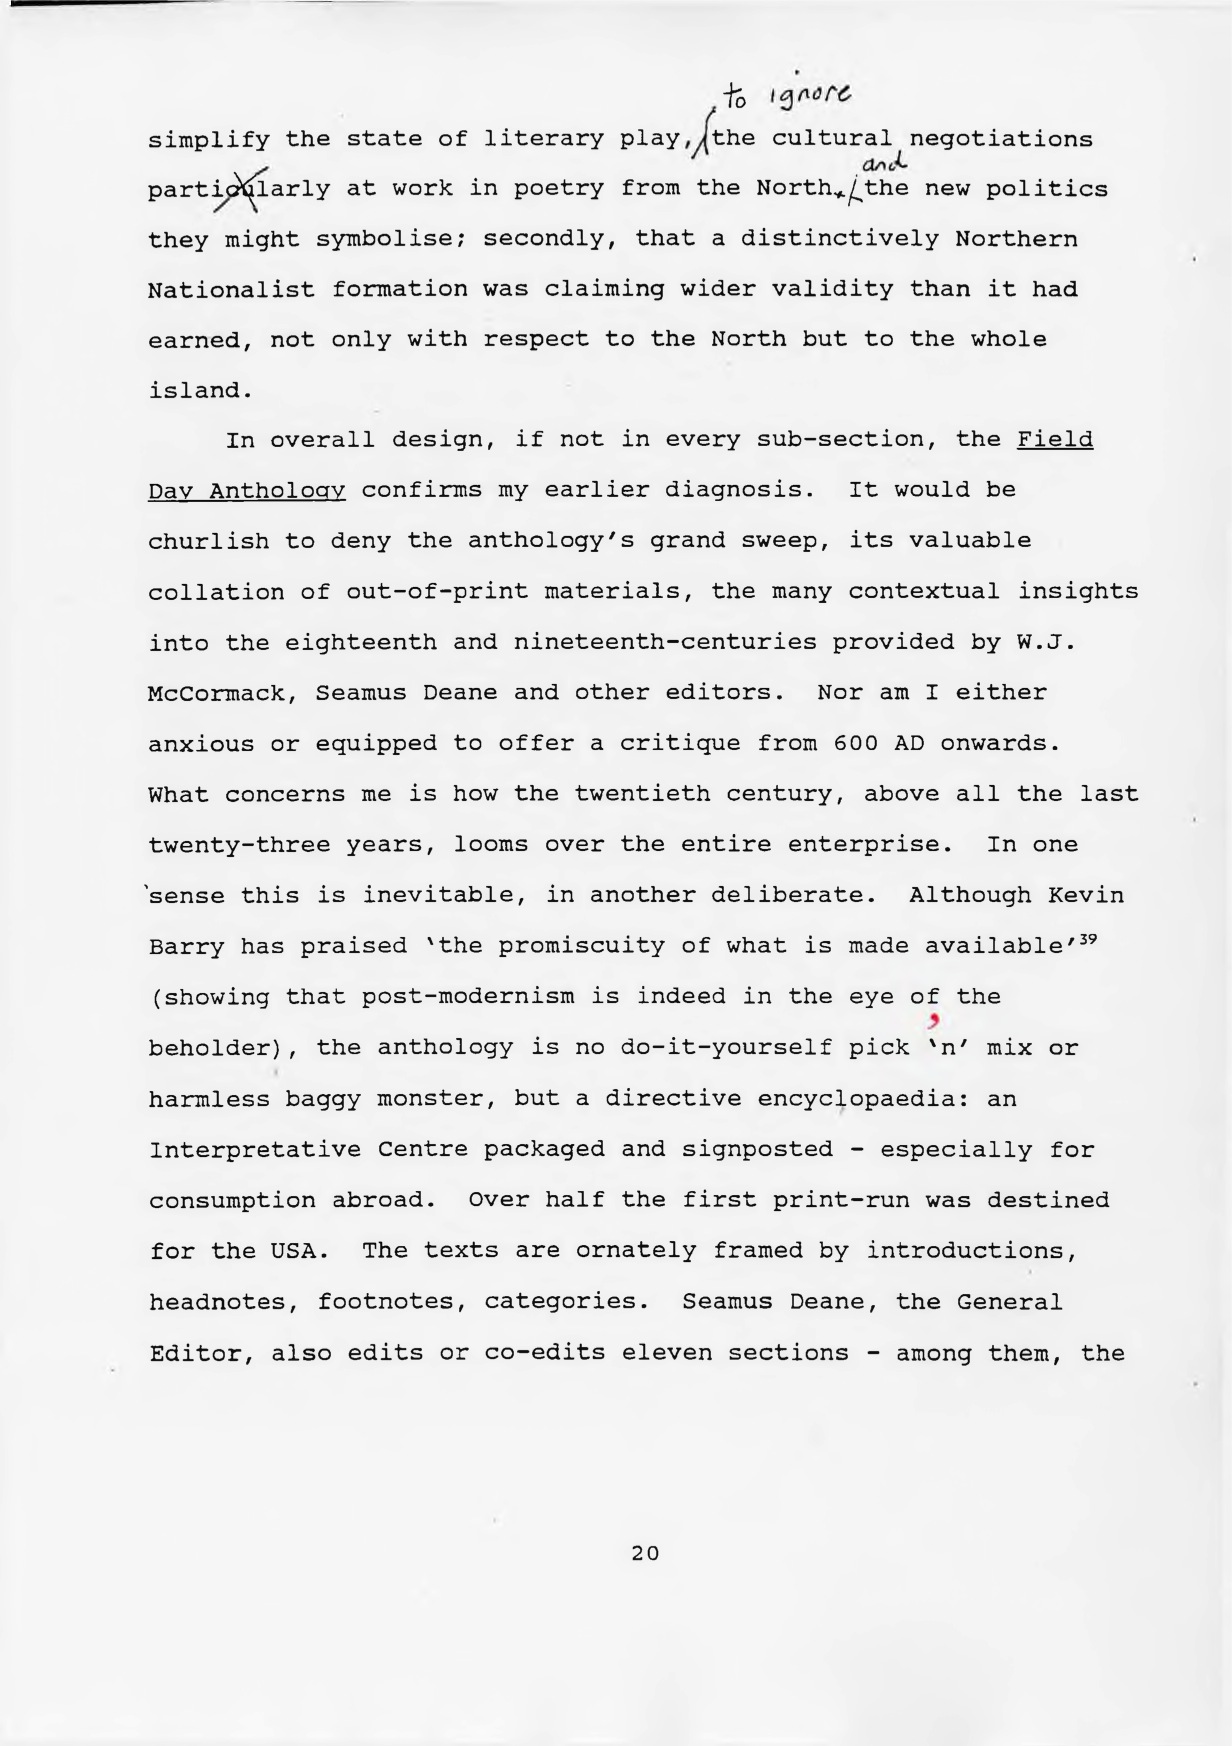 to ignore
simplify the state of literary play, the cultural negotiations
and
particularly at work in poetry from the North, the new politics
they might symbolise; secondly, that a distinctively Northern
Nationalist formation was claiming wider validity than it had
earned, not only with respect to the North but to the whole
island.
In overall design, if not in every sub-section, the Field
Day Anthology confirms my earlier diagnosis. It would be
churlish to deny the anthology's grand sweep, its valuable
collation of out-of-print materials, the many contextual insights
into the eighteenth and nineteenth-centuries provided by W.J.
McCormack, Seamus Deane and other editors. Nor am I either
anxious or equipped to offer a critique from 600 AD onwards.
What concerns me is how the twentieth century, above all the last
twenty-three years, looms over the entire enterprise. In one
sense this is inevitable, in another deliberate. Although Kevin
Barry has praised 'the promiscuity of what is made available'39
(showing that post-modernism is indeed in the eye of the
beholder), the anthology is no do-it-yourself pick 'n' mix or
harmless baggy monster, but a directive encyclopaedia: an
Interpretative Centre packaged and signposted - especially for
consumption abroad. Over half the first print-run was destined
for the USA. The texts are ornately framed by introductions,
headnotes, footnotes, categories. Seamus Deane, the General
Editor, also edits or co-edits eleven sections - among them, the
20